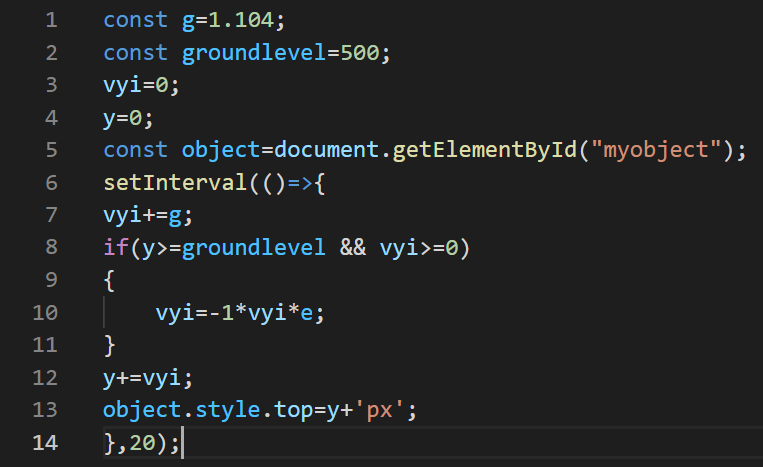 1 const g=1.104;
2 const groundlevel=500;
3 vyi=0;
4 y=0;
5 const object=document.getElementById("myobject");
6 setInterval(()=>{
7 vyi+=g;
8 if(y>=groundlevel && vyi>=0)
9 {
10     vyi=-1*vyi*e;
11 }
12 y+=vyi;
13 object.style.top=y+'px';
14 },20);